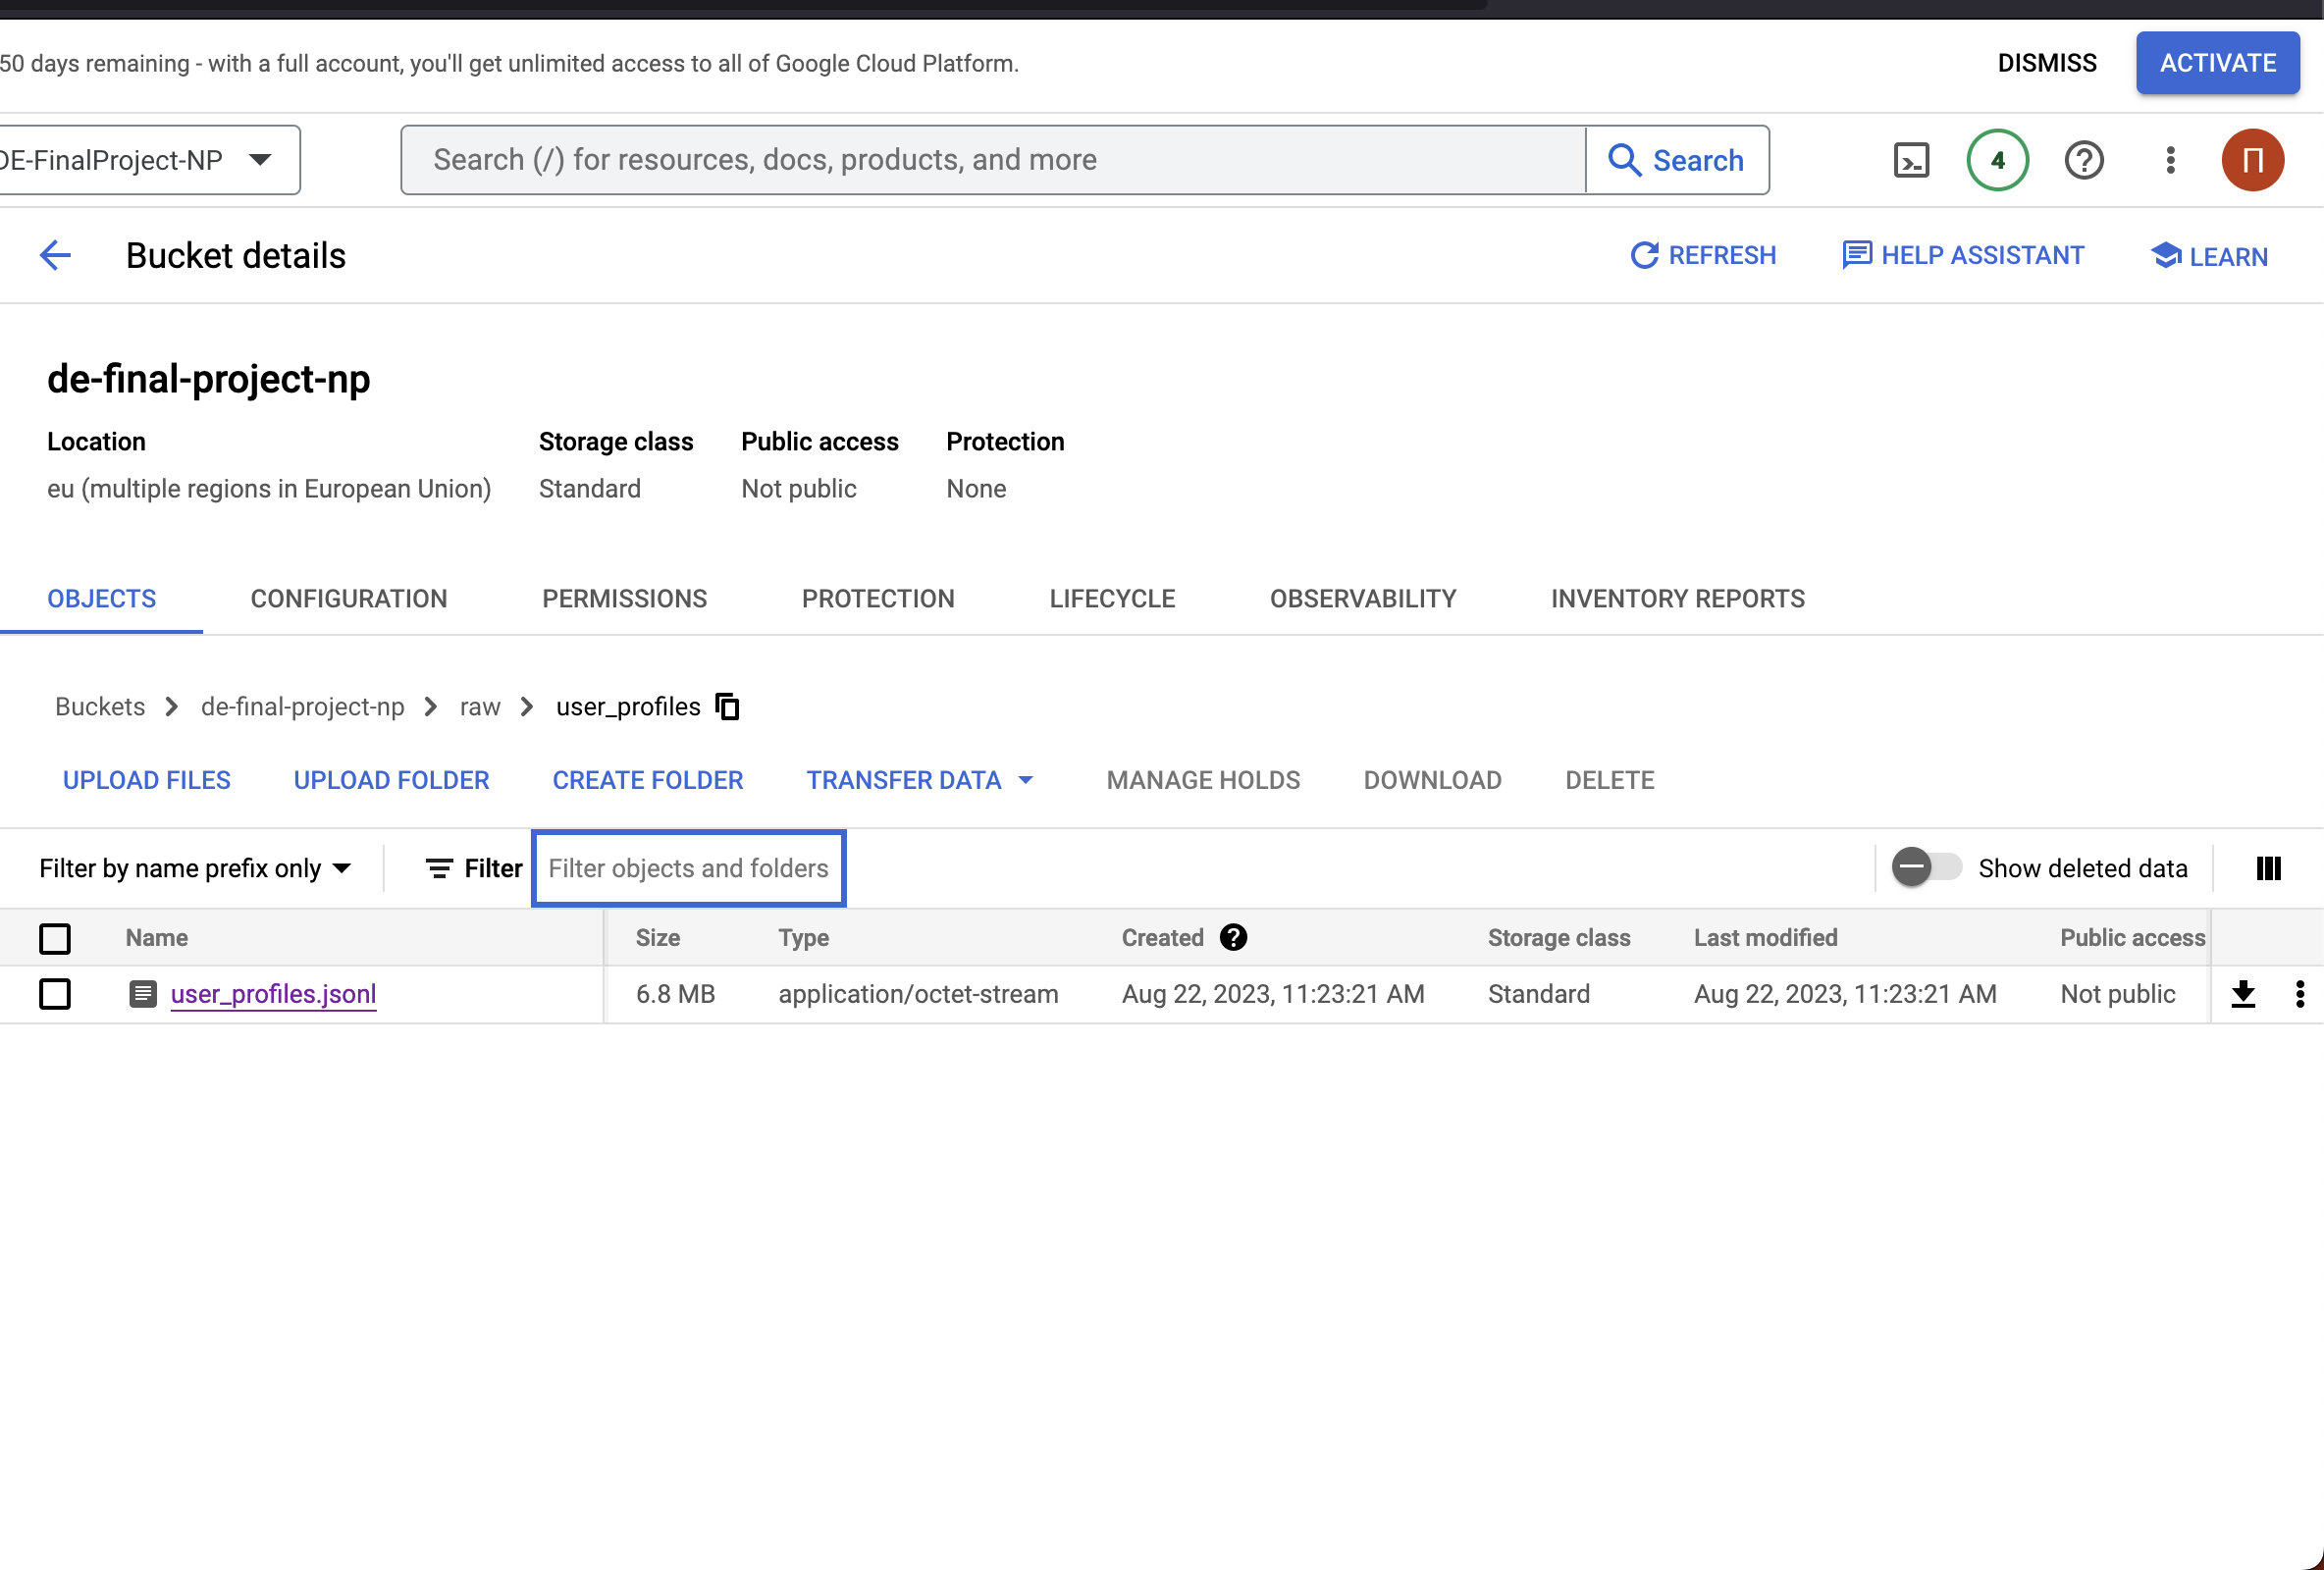 50 days remaining - with a full account, you'll get unlimited access to all of Google Cloud Platform.
DISMISS
ACTIVATE
DE-FinalProject-NP
Search (/) for resources, docs, products, and more
Search
4
П
Bucket details
REFRESH
HELP ASSISTANT
LEARN
de-final-project-np
Location Storage class Public access Protection
eu (multiple regions in European Union) Standard Not public None
OBJECTS CONFIGURATION PERMISSIONS PROTECTION LIFECYCLE OBSERVABILITY INVENTORY REPORTS
Buckets de-final-project-np raw user_profiles
UPLOAD FILES UPLOAD FOLDER CREATE FOLDER TRANSFER DATA MANAGE HOLDS DOWNLOAD DELETE
Filter by name prefix only Filter Filter objects and folders Show deleted data
Name Size Type Created Storage class Last modified Public access
user_profiles.jsonl 6.8 MB application/octet-stream Aug 22, 2023, 11:23:21 AM Standard Aug 22, 2023, 11:23:21 AM Not public